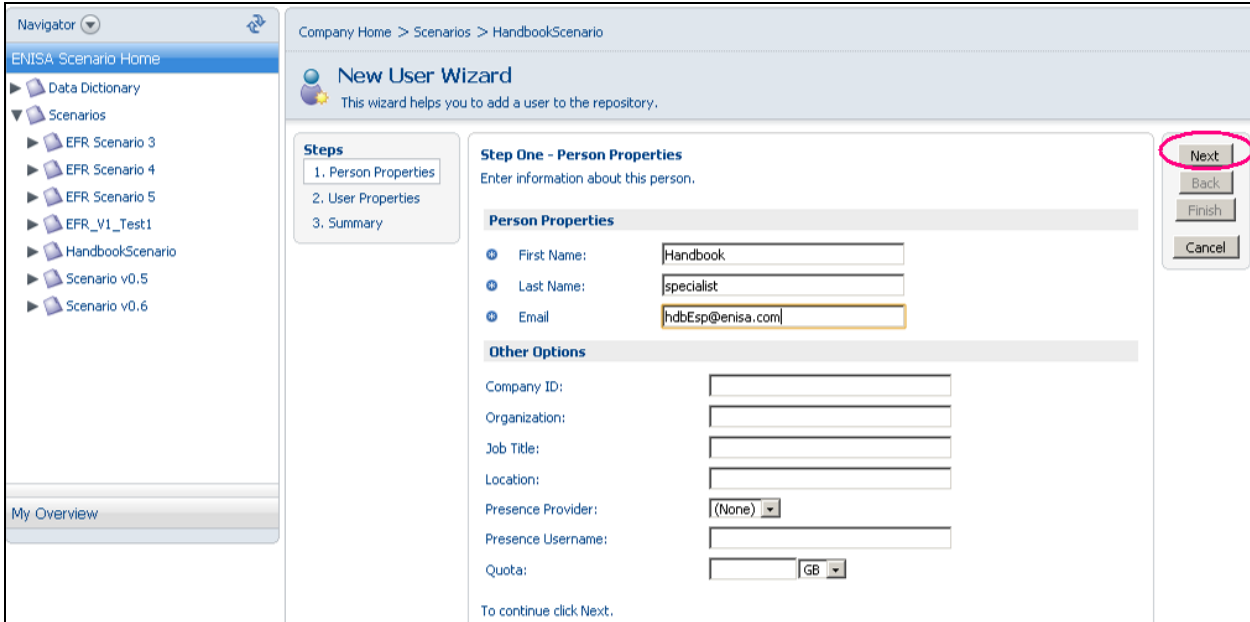 Navigator
ENISA Scenario Home
Data Dictionary
Scenarios
EFR Scenario 3
EFR Scenario 4
EFR Scenario 5
EFR_V1_Test1
HandbookScenario
Scenario v0.5
Scenario v0.6
My Overview
Company Home > Scenarios > HandbookScenario
New User Wizard
This wizard helps you to add a user to the repository.
Steps
1. Person Properties
2. User Properties
3. Summary
Step One - Person Properties
Enter information about this person.
Person Properties
First Name: Handbook
Last Name: specialist
Email hdbEsp@enisa.com
Other Options
Company ID:
Organization:
Job Title:
Location:
Presence Provider: (None)
Presence Username:
Quota: GB
To continue click Next.
Next
Back
Finish
Cancel